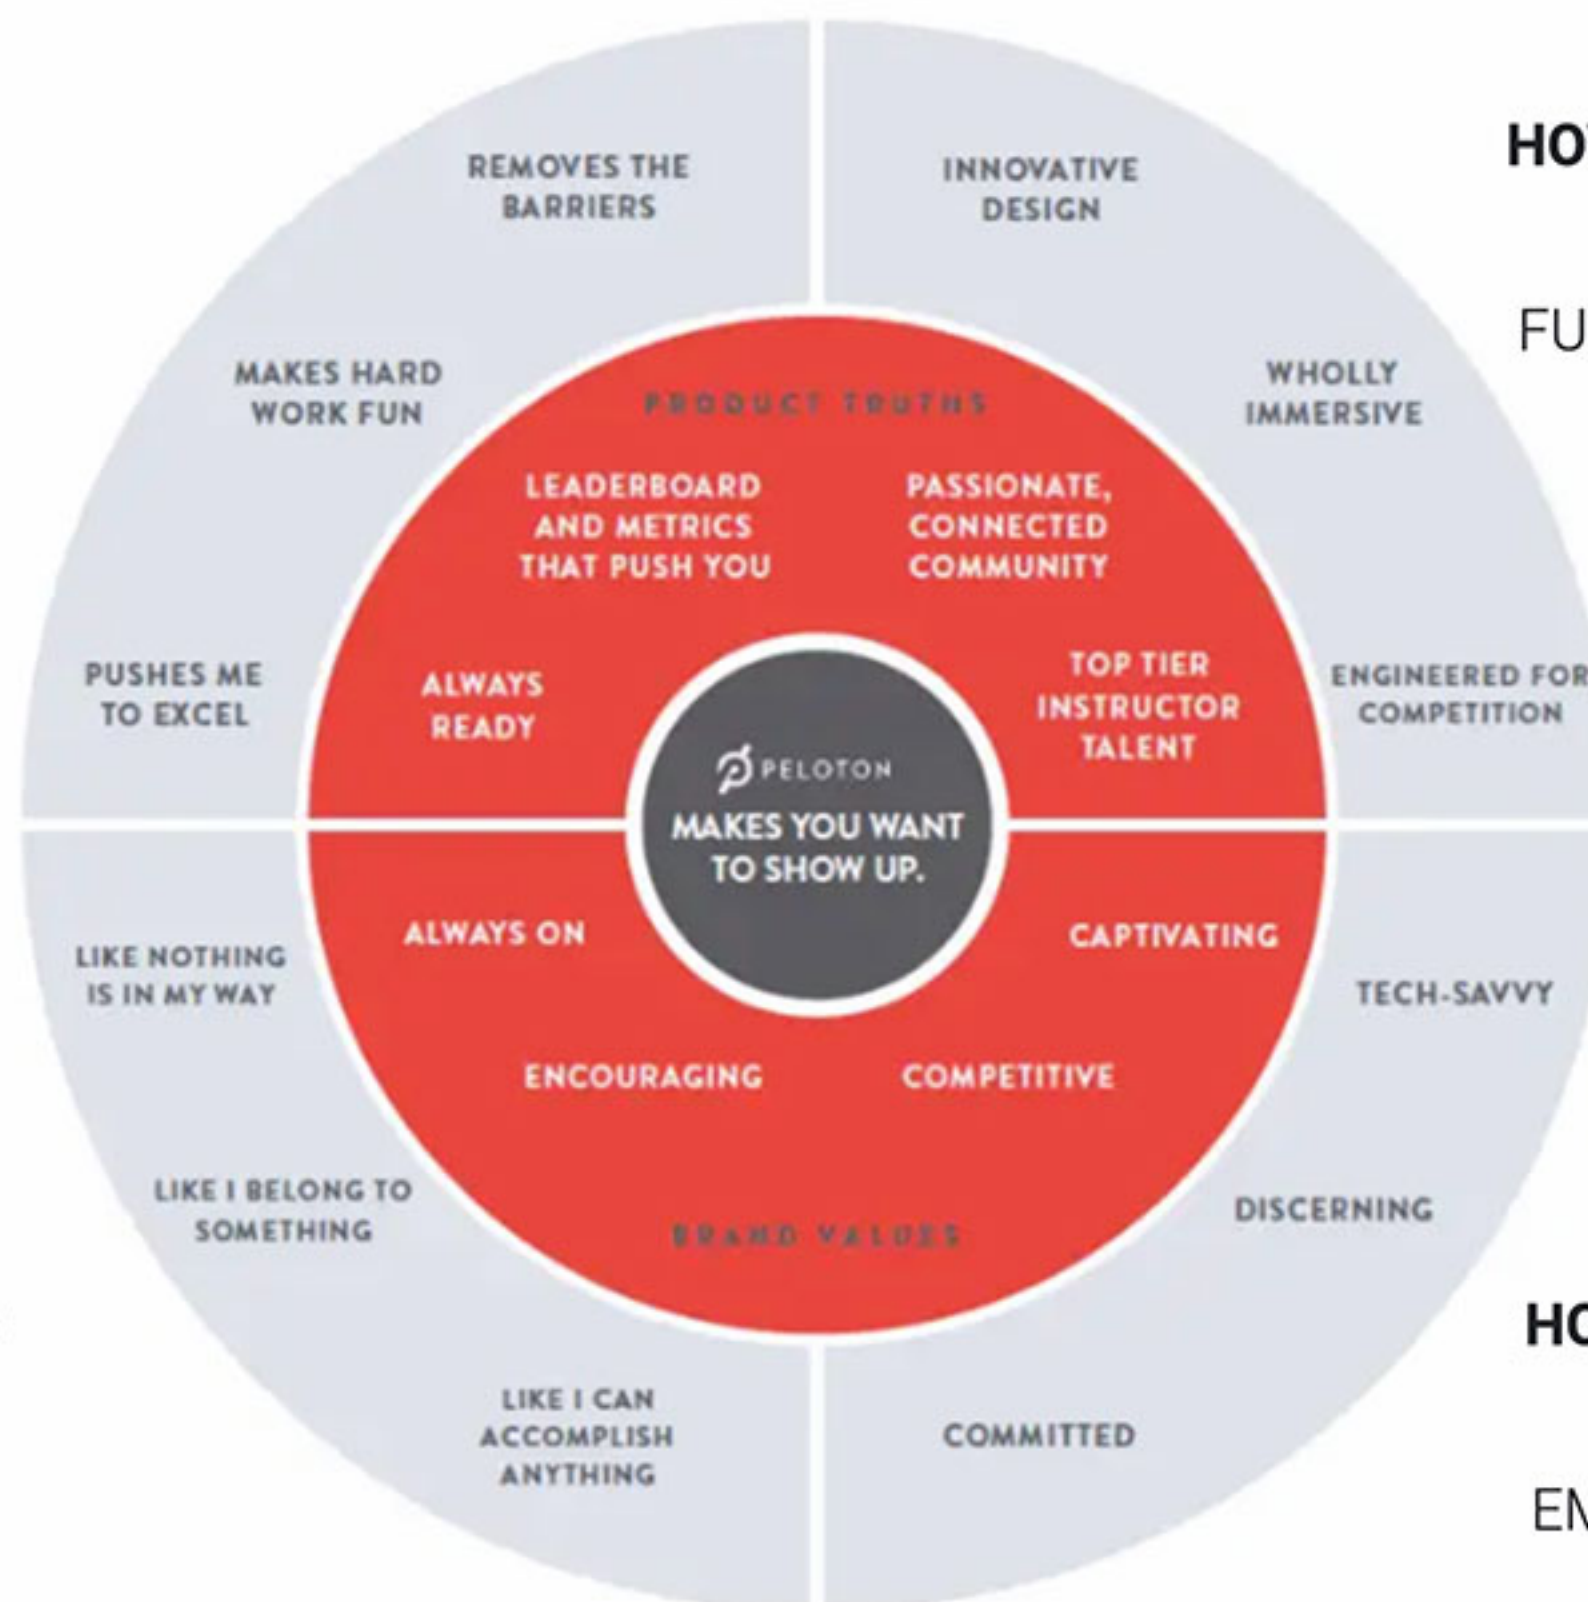 REMOVES THE
BARRIERS
INNOVATIVE
DESIGN
HO
FU
MAKES HARD
WORK FUN
WHOLLY
IMMERSIVE
PRODUCT TRUTHS
LEADERBOARD
AND METRICS
THAT PUSH YOU
PASSIONATE,
CONNECTED
COMMUNITY
PUSHES ME
TO EXCEL
ALWAYS
READY
TOP TIER
INSTRUCTOR
TALENT
ENGINEERED FOR
COMPETITION
PELOTON
MAKES YOU WANT
TO SHOW UP.
ALWAYS ON
CAPTIVATING
LIKE NOTHING
IS IN MY WAY
TECH-SAVVY
ENCOURAGING
COMPETITIVE
LIKE I BELONG TO
SOMETHING
DISCERNING
BRAND VALUES
HO
LIKE I CAN
ACCOMPLISH
ANYTHING
COMMITTED
EM